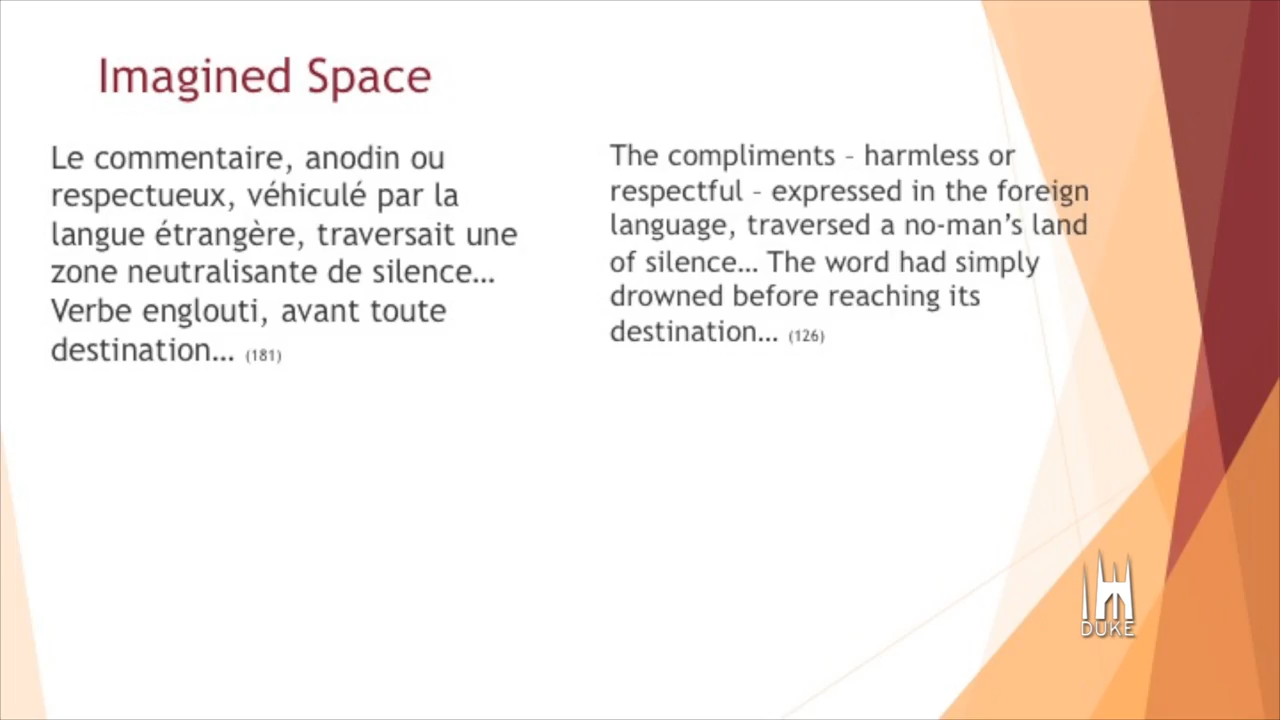 Imagined Space
Le commentaire, anodin ou
respectueux, véhiculé par la
langue étrangère, traversait une
zone neutralisante de silence…
Verbe englouti, avant toute
destination… (181)
The compliments – harmless or
respectful – expressed in the foreign
language, traversed a no-man’s land
of silence… The word had simply
drowned before reaching its
destination… (126)
DUKE